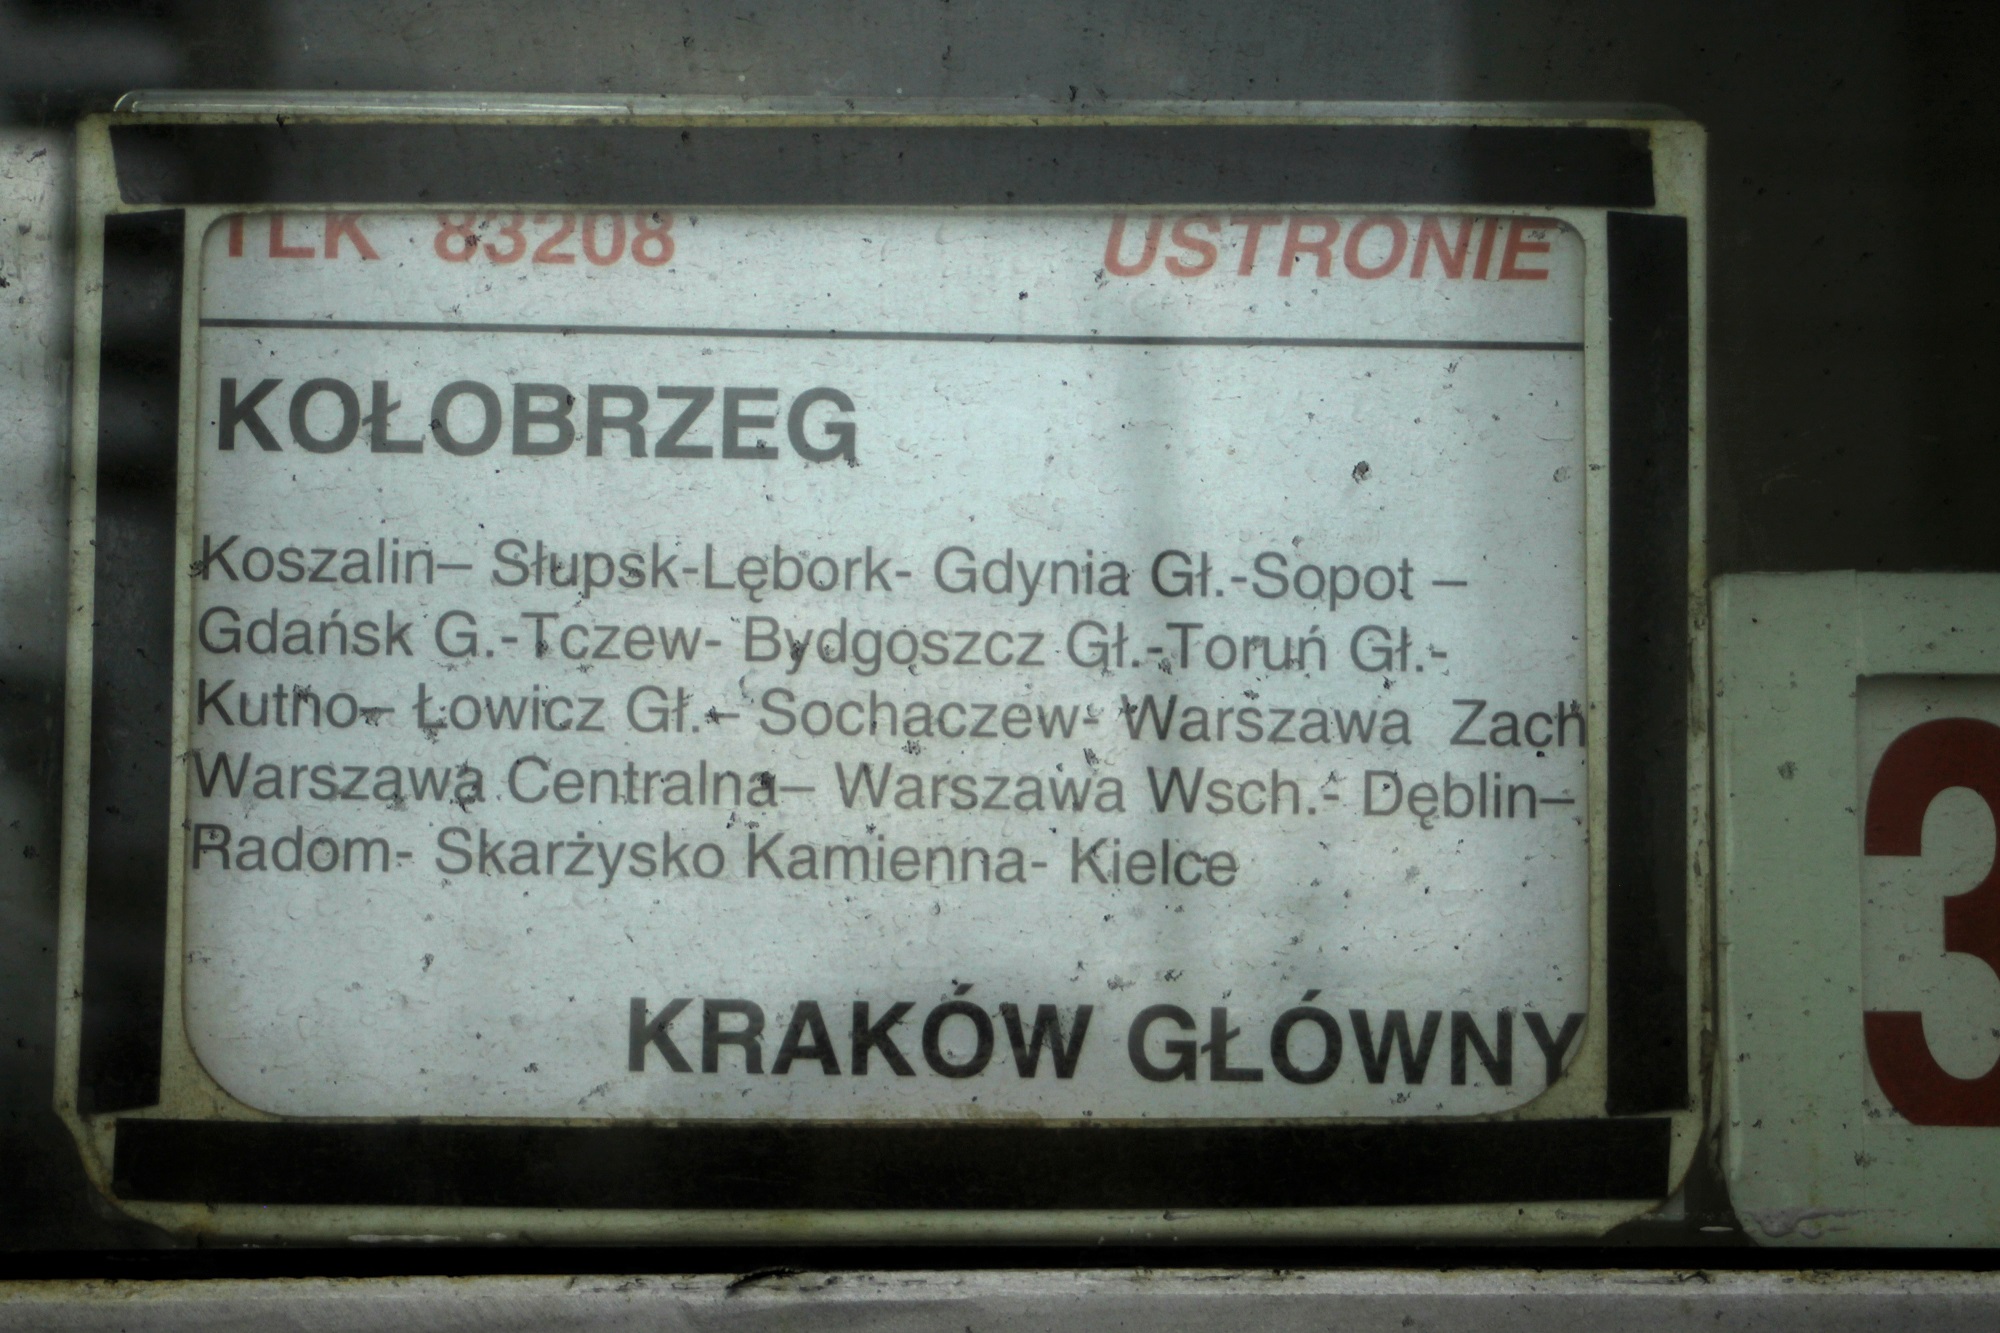 TLK 83208 USTRONIE
KOŁOBRZEG
Koszalin– Słupsk-Lębork- Gdynia Gł.-Sopot –
Gdańsk G.-Tczew- Bydgoszcz Gł.-Toruń Gł.-
Kutno– Łowicz Gł.– Sochaczew- Warszawa Zach
Warszawa Centralna– Warszawa Wsch.- Dęblin–
Radom- Skarżysko Kamienna- Kielce
KRAKÓW GŁÓWNY
3